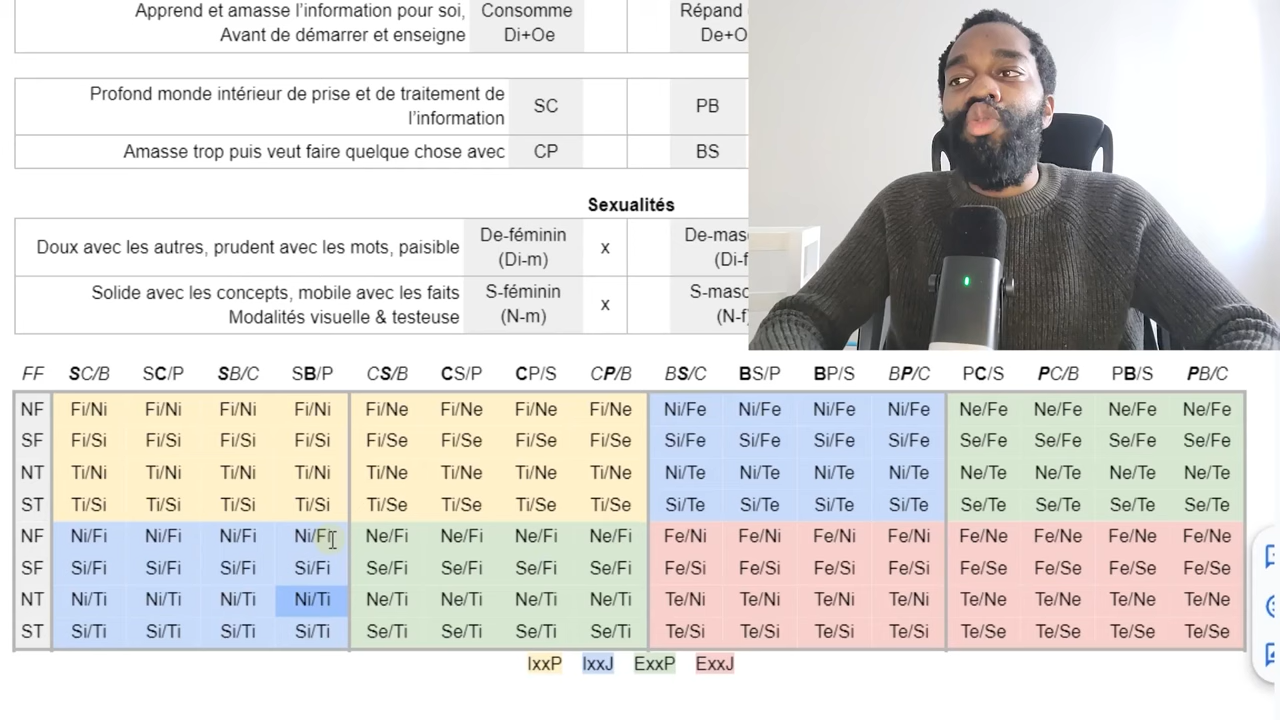 Apprend et amasse l'information pour soi, Consomme Répand
Avant de démarrer et enseigne Di+Oe De+O
Profond monde intérieur de prise et de traitement de
l'information SC PB
Amasse trop puis veut faire quelque chose avec CP BS
Sexualités
Doux avec les autres, prudent avec les mots, paisible De-féminin x De-masc
(Di-m) (Di-f
Solide avec les concepts, mobile avec les faits S-féminin x S-masc
Modalités visuelle & testeuse (N-m) (N-f
FF SC/B SC/P SB/C SB/P CS/B CS/P CP/S CP/B BS/C BS/P BP/S BP/C PC/S PC/B PB/S PB/C
NF Fi/Ni Fi/Ni Fi/Ni Fi/Ni Fi/Ne Fi/Ne Fi/Ne Fi/Ne Ni/Fe Ni/Fe Ni/Fe Ni/Fe Ne/Fe Ne/Fe Ne/Fe Ne/Fe
SF Fi/Si Fi/Si Fi/Si Fi/Si Fi/Se Fi/Se Fi/Se Fi/Se Si/Fe Si/Fe Si/Fe Si/Fe Se/Fe Se/Fe Se/Fe Se/Fe
NT Ti/Ni Ti/Ni Ti/Ni Ti/Ni Ti/Ne Ti/Ne Ti/Ne Ti/Ne Ni/Te Ni/Te Ni/Te Ni/Te Ne/Te Ne/Te Ne/Te Ne/Te
ST Ti/Si Ti/Si Ti/Si Ti/Si Ti/Se Ti/Se Ti/Se Ti/Se Si/Te Si/Te Si/Te Si/Te Se/Te Se/Te Se/Te Se/Te
NF Ni/Fi Ni/Fi Ni/Fi Ni/Fi Ne/Fi Ne/Fi Ne/Fi Ne/Fi Fe/Ni Fe/Ni Fe/Ni Fe/Ni Fe/Ne Fe/Ne Fe/Ne Fe/Ne
SF Si/Fi Si/Fi Si/Fi Si/Fi Se/Fi Se/Fi Se/Fi Se/Fi Fe/Si Fe/Si Fe/Si Fe/Si Fe/Se Fe/Se Fe/Se Fe/Se
NT Ni/Ti Ni/Ti Ni/Ti Ni/Ti Ne/Ti Ne/Ti Ne/Ti Ne/Ti Te/Ni Te/Ni Te/Ni Te/Ni Te/Ne Te/Ne Te/Ne Te/Ne
ST Si/Ti Si/Ti Si/Ti Si/Ti Se/Ti Se/Ti Se/Ti Se/Ti Te/Si Te/Si Te/Si Te/Si Te/Se Te/Se Te/Se Te/Se
IxxP IxxJ ExxP ExxJ